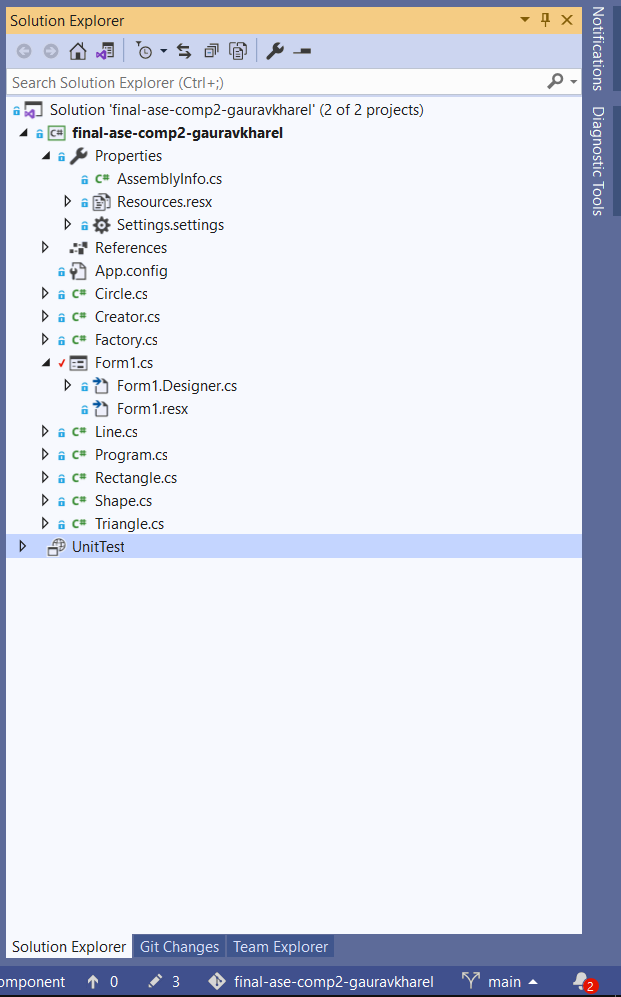 Solution Explorer
Search Solution Explorer (Ctrl+;)
Solution 'final-ase-comp2-gauravkharel' (2 of 2 projects)
C# final-ase-comp2-gauravkharel
Properties
C# AssemblyInfo.cs
Resources.resx
Settings.settings
References
App.config
C# Circle.cs
C# Creator.cs
C# Factory.cs
Form1.cs
Form1.Designer.cs
Form1.resx
C# Line.cs
C# Program.cs
C# Rectangle.cs
C# Shape.cs
C# Triangle.cs
UnitTest
Solution Explorer Git Changes Team Explorer
omponent 0 3 final-ase-comp2-gauravkharel main 2
Notifications
Diagnostic Tools